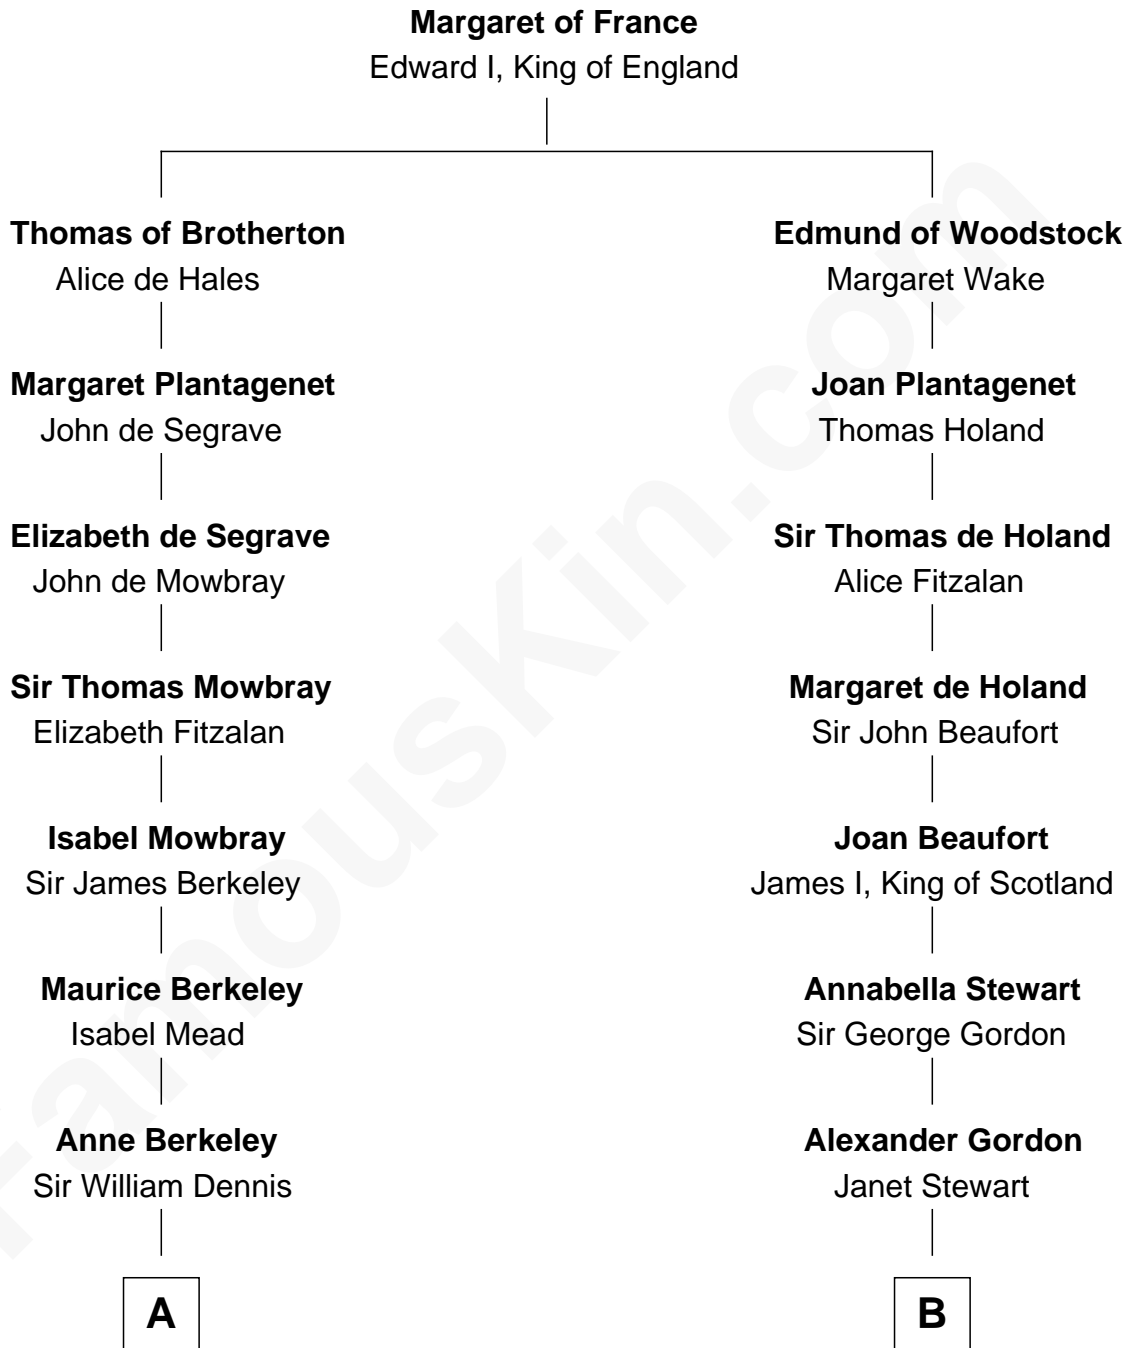 Margaret of France
Edward I, King of England
Thomas of Brotherton
Alice de Hales
Edmund of Woodstock
Margaret Wake
Margaret Plantagenet
John de Segrave
Joan Plantagenet
Thomas Holand
Elizabeth de Segrave
John de Mowbray
Sir Thomas de Holand
Alice Fitzalan
Sir Thomas Mowbray
Elizabeth Fitzalan
Margaret de Holand
Sir John Beaufort
Isabel Mowbray
Sir James Berkeley
Joan Beaufort
James I, King of Scotland
Maurice Berkeley
Isabel Mead
Annabella Stewart
Sir George Gordon
Anne Berkeley
Sir William Dennis
Alexander Gordon
Janet Stewart
A
B
FamousKin.com